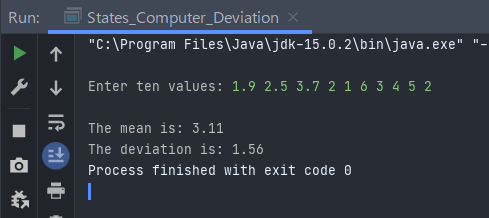 Run: States_Computer_Deviation ×
"C:\Program Files\Java\jdk-15.0.2\bin\java.exe" "-
Enter ten values: 1.9 2.5 3.7 2 1 6 3 4 5 2
The mean is: 3.11
The deviation is: 1.56
Process finished with exit code 0